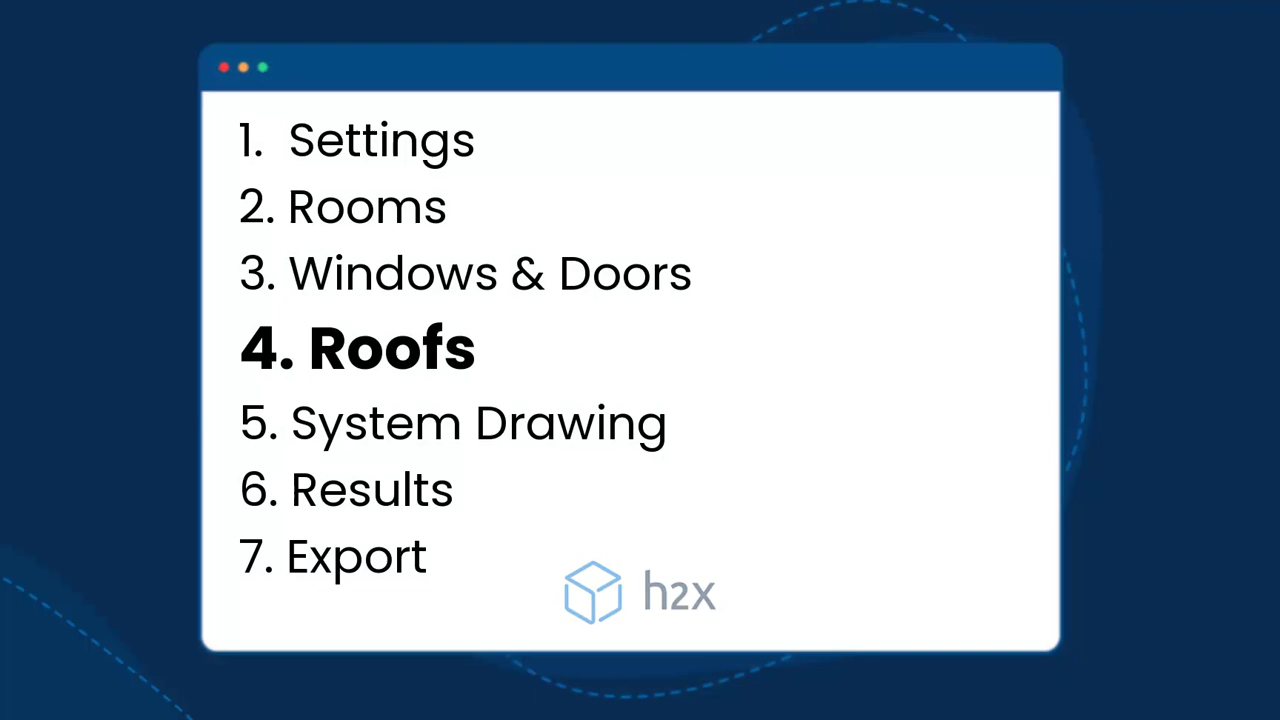 1. Settings
2. Rooms
3. Windows & Doors
4. Roofs
5. System Drawing
6. Results
7. Export
h2x